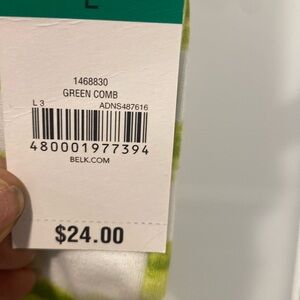 L
1468830
GREEN COMB
L 3 ADNS487616
480001977394
BELK.COM
$24.00